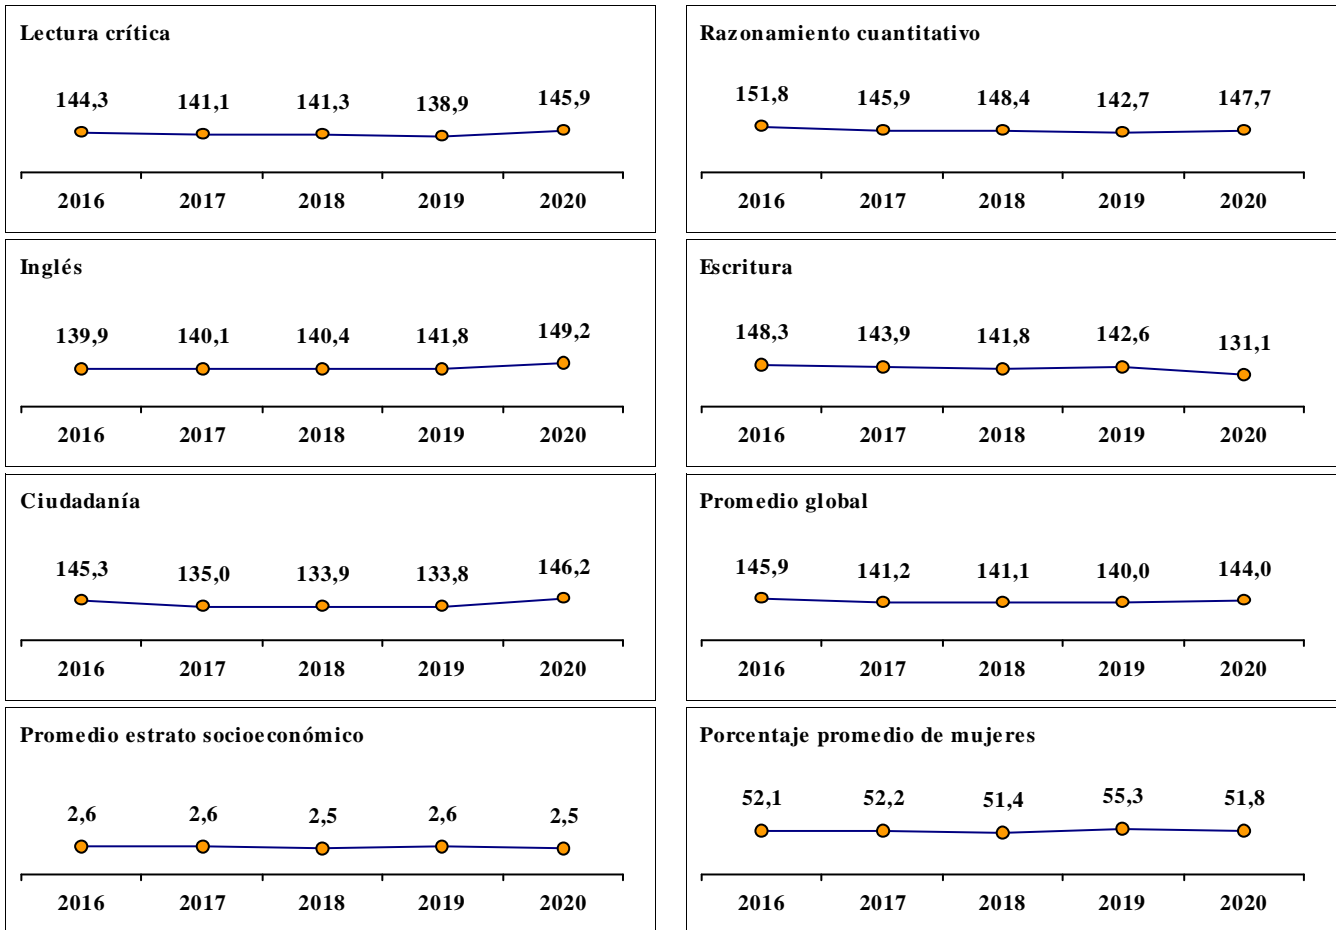 Lectura crítica
144,3 141,1 141,3 138,9 145,9
2016 2017 2018 2019 2020
Razonamiento cuantitativo
151,8 145,9 148,4 142,7 147,7
2016 2017 2018 2019 2020
Inglés
139,9 140,1 140,4 141,8 149,2
2016 2017 2018 2019 2020
Escritura
148,3 143,9 141,8 142,6 131,1
2016 2017 2018 2019 2020
Ciudadanía
145,3 135,0 133,9 133,8 146,2
2016 2017 2018 2019 2020
Promedio global
145,9 141,2 141,1 140,0 144,0
2016 2017 2018 2019 2020
Promedio estrato socioeconómico
2,6 2,6 2,5 2,6 2,5
2016 2017 2018 2019 2020
Porcentaje promedio de mujeres
52,1 52,2 51,4 55,3 51,8
2016 2017 2018 2019 2020